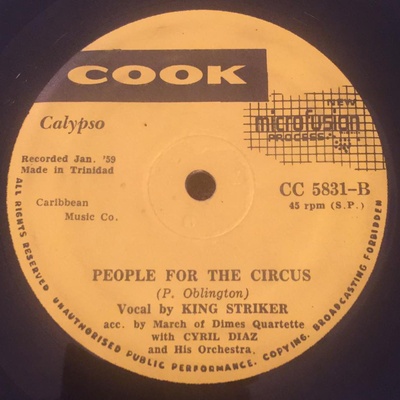 COOK
Calypso
NEW
microfusion
PROCESS
Recorded Jan. '59
Made in Trinidad
CC 5831-B
45 rpm (S.P.)
Caribbean
Music Co.
PEOPLE FOR THE CIRCUS
(P. Oblington)
Vocal by KING STRIKER
acc. by March of Dimes Quartette
with CYRIL DIAZ
and His Orchestra
ALL RIGHTS RESERVED UNAUTHORISED PUBLIC PERFORMANCE, COPYING, BROADCASTING FORBIDDEN